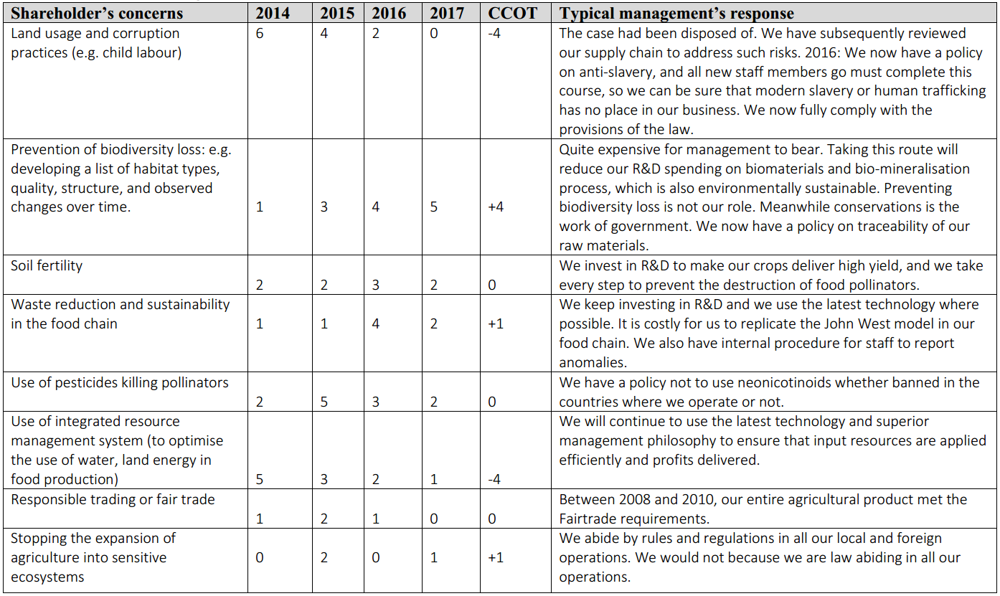 Shareholder’s concerns 2014 2015 2016 2017 CCOT Typical management’s response
Land usage and corruption 6 4 2 0 -4 The case had been disposed of. We have subsequently reviewed
practices (e.g. child labour) our supply chain to address such risks. 2016: We now have a policy
on anti-slavery, and all new staff members go must complete this
course, so we can be sure that modern slavery or human trafficking
has no place in our business. We now fully comply with the
provisions of the law.
Prevention of biodiversity loss: e.g. Quite expensive for management to bear. Taking this route will
developing a list of habitat types, reduce our R&D spending on biomaterials and bio-mineralisation
quality, structure, and observed process, which is also environmentally sustainable. Preventing
changes over time. 1 3 4 5 +4 biodiversity loss is not our role. Meanwhile conservations is the
work of government. We now have a policy on traceability of our
raw materials.
Soil fertility We invest in R&D to make our crops deliver high yield, and we take
2 2 3 2 0 every step to prevent the destruction of food pollinators.
Waste reduction and sustainability We keep investing in R&D and we use the latest technology where
in the food chain 1 1 4 2 +1 possible. It is costly for us to replicate the John West model in our
food chain. We also have internal procedure for staff to report
anomalies.
Use of pesticides killing pollinators We have a policy not to use neonicotinoids whether banned in the
2 5 3 2 0 countries where we operate or not.
Use of integrated resource We will continue to use the latest technology and superior
management system (to optimise management philosophy to ensure that input resources are applied
the use of water, land energy in efficiently and profits delivered.
food production) 5 3 2 1 -4
Responsible trading or fair trade Between 2008 and 2010, our entire agricultural product met the
1 2 1 0 0 Fairtrade requirements.
Stopping the expansion of We abide by rules and regulations in all our local and foreign
agriculture into sensitive 0 2 0 1 +1 operations. We would not because we are law abiding in all our
ecosystems operations.